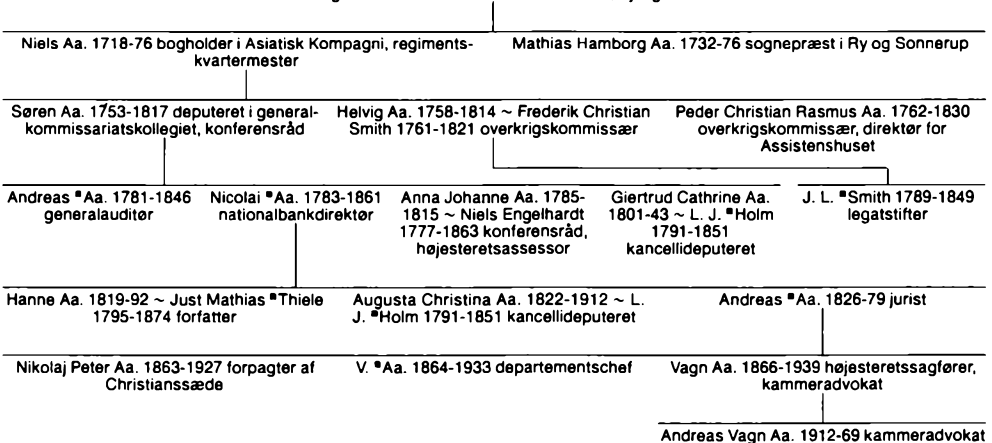 Niels Aa. 1718-76 bogholder i Asiatisk Kompagni, regiments-
kvartermester
Mathias Hamborg Aa. 1732-76 sognepræst i Ry og Sonnerup
Søren Aa. 1753-1817 deputeret i general-
kommissariatskollegiet, konferensråd
Helvig Aa. 1758-1814 ~ Frederik Christian
Smith 1761-1821 overkrigskommissær
Peder Christian Rasmus Aa. 1762-1830
overkrigskommissær, direktør for
Assistenshuset
Andreas ▪Aa. 1781-1846
generalauditør
Nicolai ▪Aa. 1783-1861
nationalbankdirektør
Anna Johanne Aa. 1785-
1815 ~ Niels Engelhardt
1777-1863 konferensråd,
højesteretsassessor
Giertrud Cathrine Aa.
1801-43 ~ L. J. ▪Holm
1791-1851
kancellideputeret
J. L. ▪Smith 1789-1849
legatstifter
Hanne Aa. 1819-92 ~ Just Mathias ▪Thiele
1795-1874 forfatter
Augusta Christina Aa. 1822-1912 ~ L.
J. ▪Holm 1791-1851 kancellideputeret
Andreas ▪Aa. 1826-79 jurist
Nikolaj Peter Aa. 1863-1927 forpagter af
Christianssæde
V. ▪Aa. 1864-1933 departementschef
Vagn Aa. 1866-1939 højesteretssagfører,
kammeradvokat
Andreas Vagn Aa. 1912-69 kammeradvokat